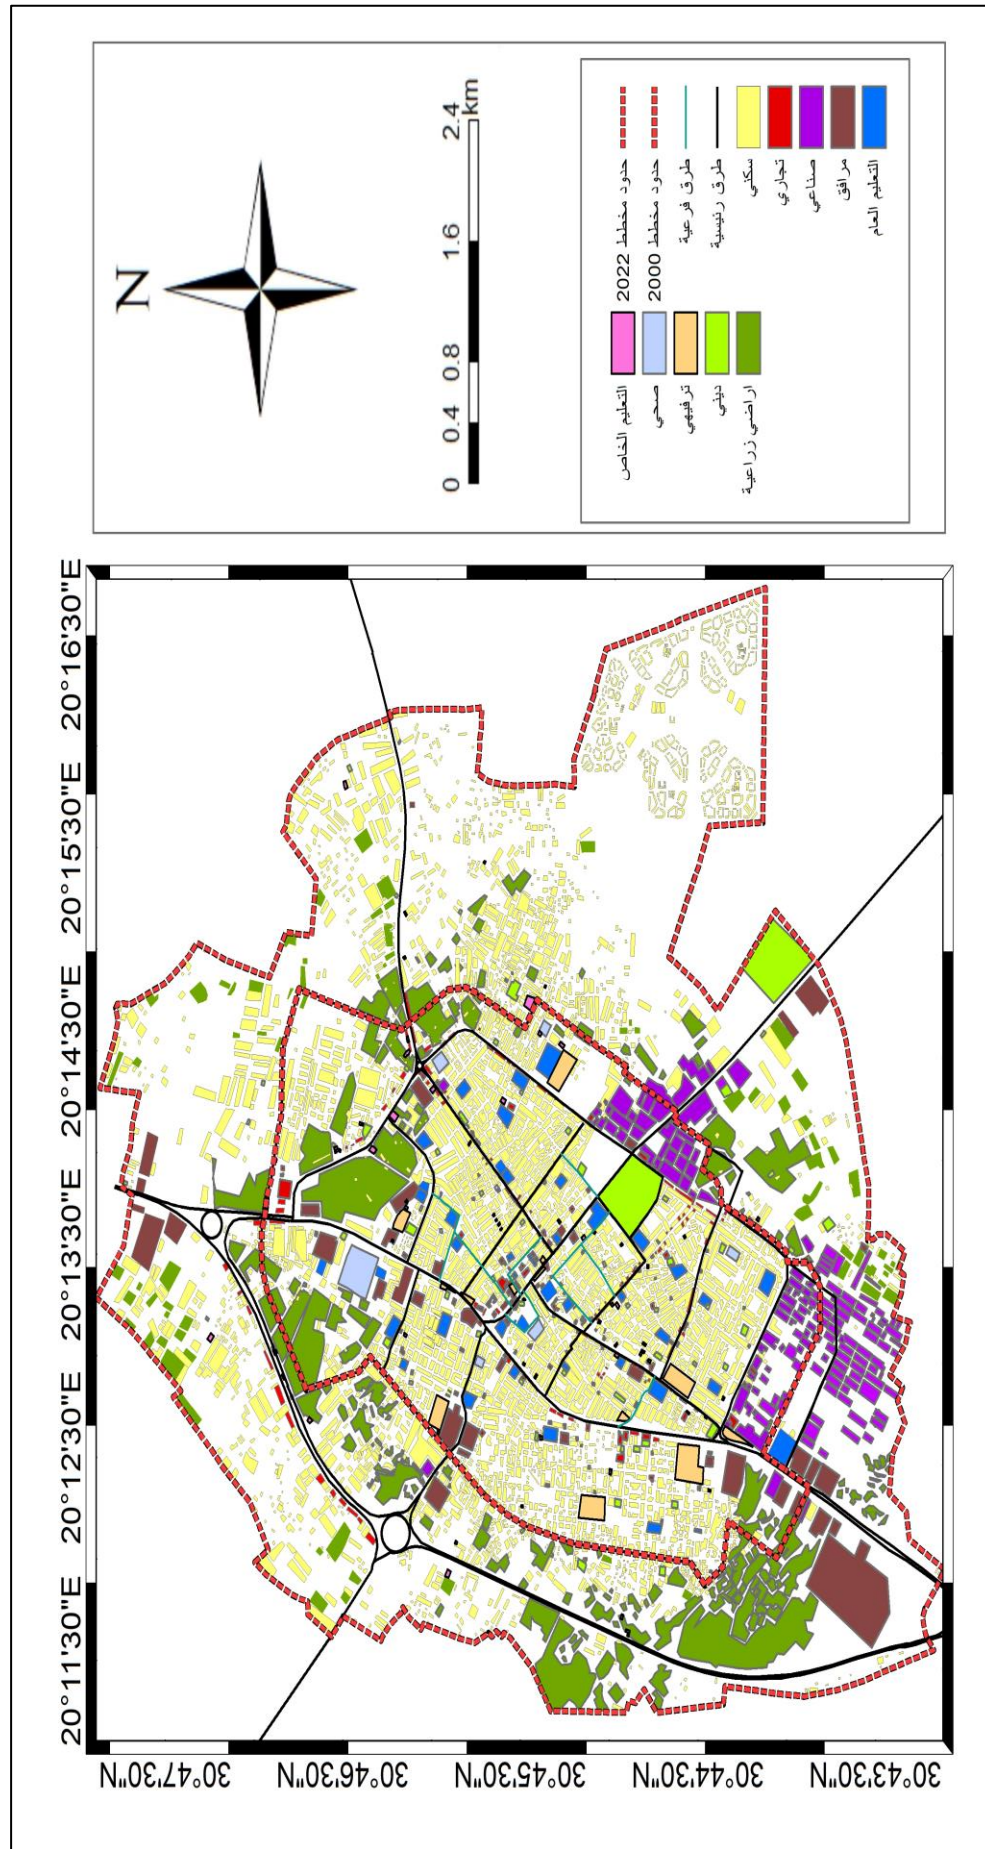 N
0 0.4 0.8 1.6 2.4
km
حدود مخطط 2022
حدود مخطط 2000
طرق فرعية
طرق رئيسية
سكني
تجاري
صناعي
مرافق
التعليم العام
التعليم الخاص
صحي
ترفيهي
ديني
اراضي زراعية
20°11'30"E 20°12'30"E 20°13'30"E 20°14'30"E 20°15'30"E 20°16'30"E
30°47'30"N
30°46'30"N
30°45'30"N
30°44'30"N
30°43'30"N